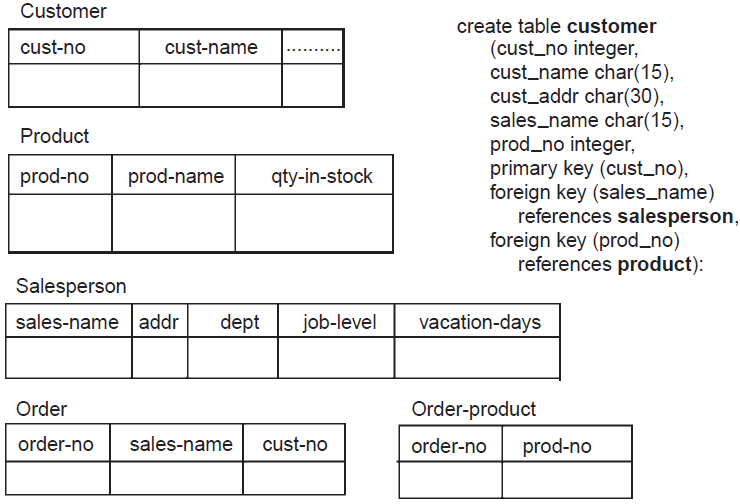 Customer
cust-no cust-name ..........
Product
prod-no prod-name qty-in-stock
Salesperson
sales-name addr dept job-level vacation-days
Order
order-no sales-name cust-no
Order-product
order-no prod-no
create table customer
(cust_no integer,
cust_name char(15),
cust_addr char(30),
sales_name char(15),
prod_no integer,
primary key (cust_no),
foreign key (sales_name)
references salesperson,
foreign key (prod_no)
references product):